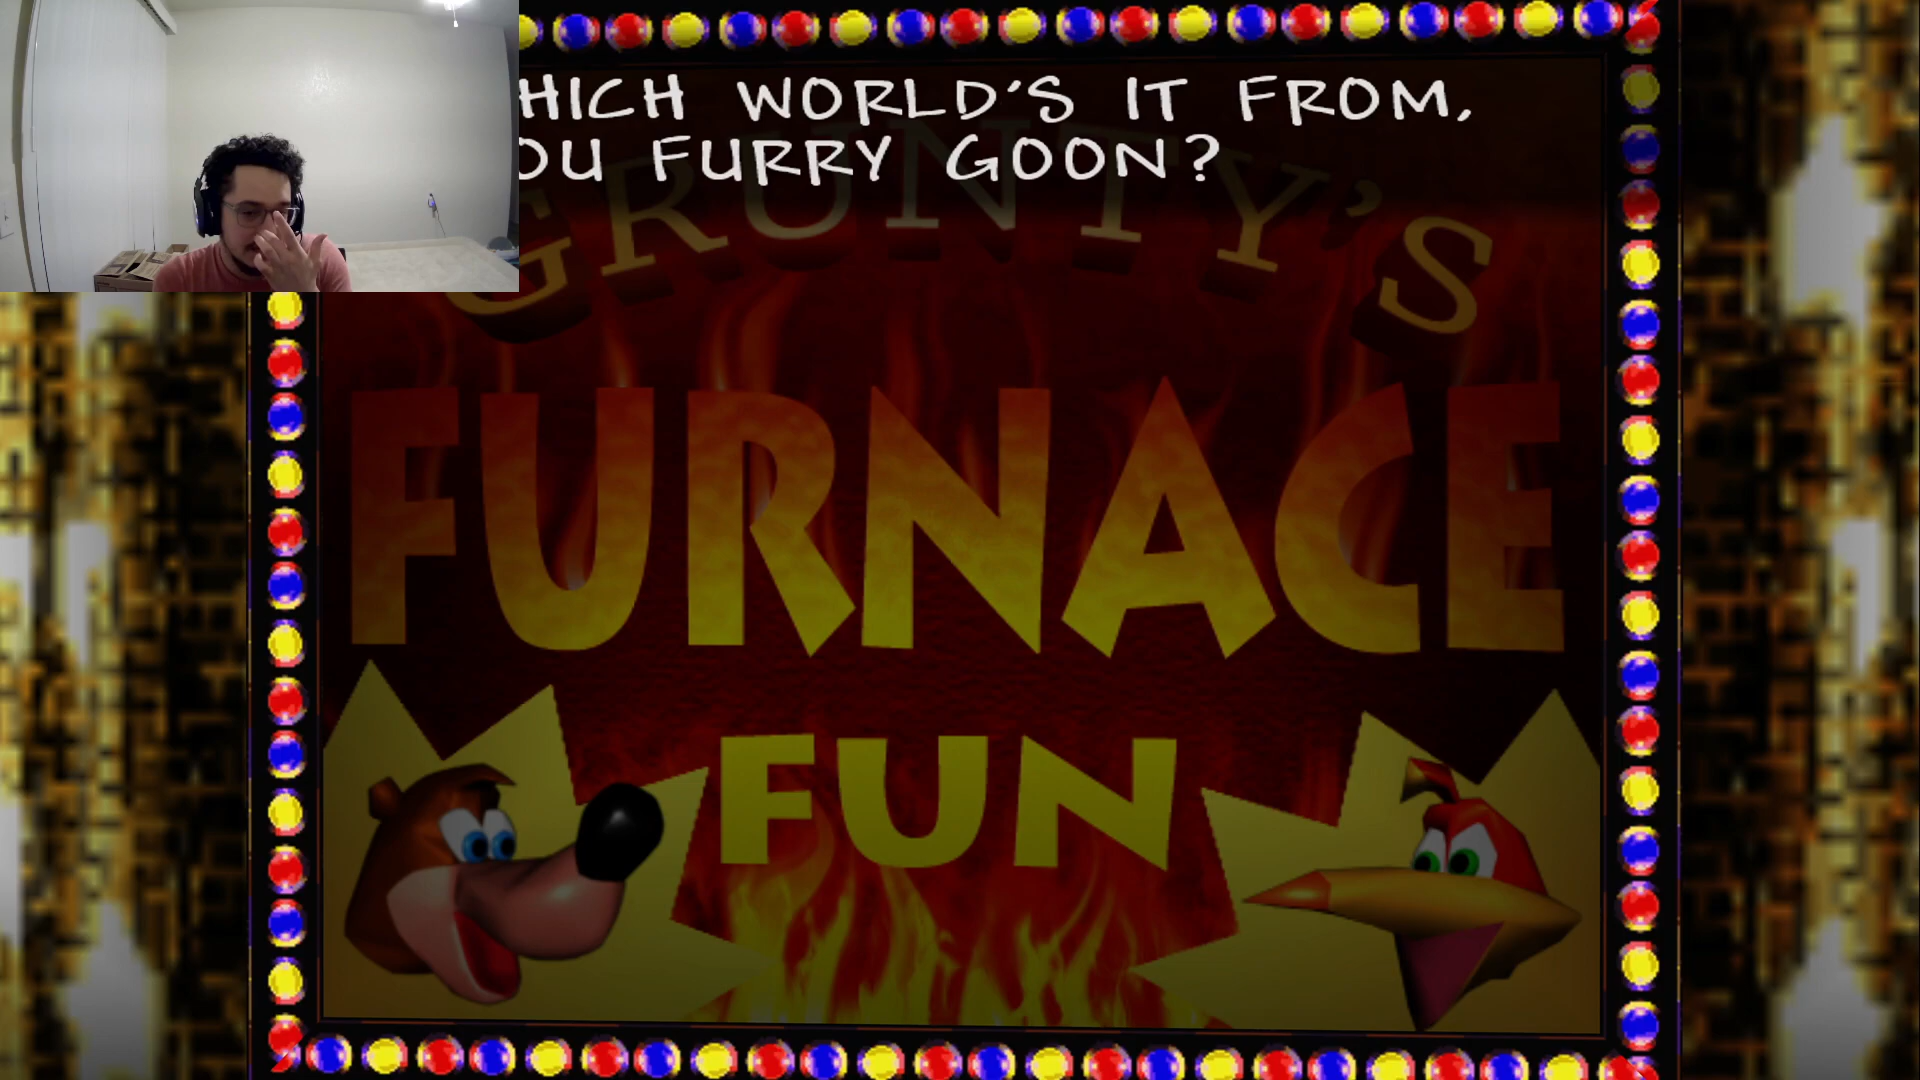 HICH WORLD'S IT FROM,
OU FURRY GOON?
GRUNTY'S
FURNACE
FUN